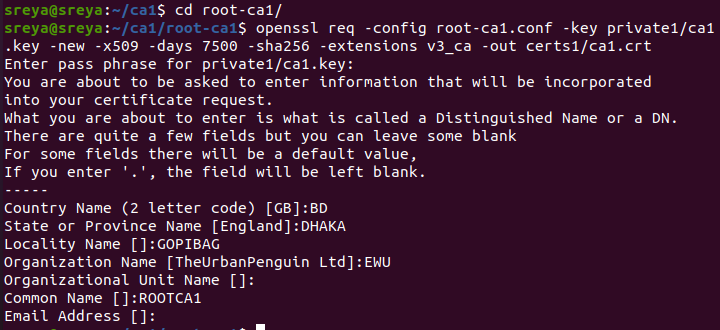 sreya@sreya:~/ca1$ cd root-ca1/
sreya@sreya:~/ca1/root-ca1$ openssl req -config root-ca1.conf -key private1/ca1
.key -new -x509 -days 7500 -sha256 -extensions v3_ca -out certs1/ca1.crt
Enter pass phrase for private1/ca1.key:
You are about to be asked to enter information that will be incorporated
into your certificate request.
What you are about to enter is what is called a Distinguished Name or a DN.
There are quite a few fields but you can leave some blank
For some fields there will be a default value,
If you enter '.', the field will be left blank.
-----
Country Name (2 letter code) [GB]:BD
State or Province Name [England]:DHAKA
Locality Name []:GOPIBAG
Organization Name [TheUrbanPenguin Ltd]:EWU
Organizational Unit Name []:
Common Name []:ROOTCA1
Email Address []: